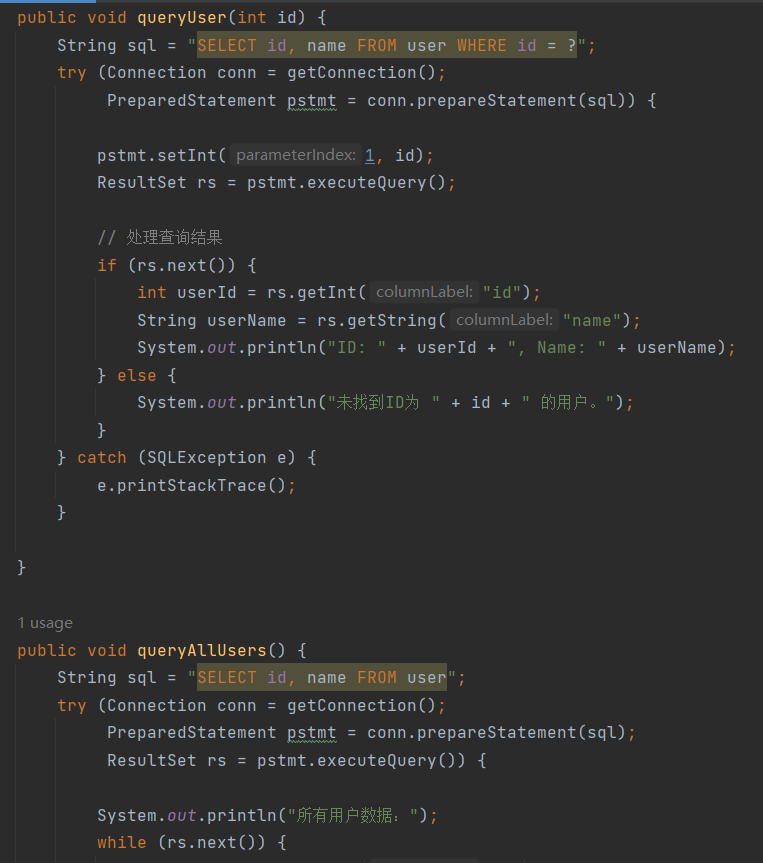 public void queryUser(int id) {
String sql = "SELECT id, name FROM user WHERE id = ?";
try (Connection conn = getConnection();
PreparedStatement pstmt = conn.prepareStatement(sql)) {
pstmt.setInt( parameterIndex: 1, id);
ResultSet rs = pstmt.executeQuery();
// 处理查询结果
if (rs.next()) {
int userId = rs.getInt( columnLabel: "id");
String userName = rs.getString( columnLabel: "name");
System.out.println("ID: " + userId + ", Name: " + userName);
} else {
System.out.println("未找到ID为 " + id + " 的用户。");
}
} catch (SQLException e) {
e.printStackTrace();
}
}
1 usage
public void queryAllUsers() {
String sql = "SELECT id, name FROM user";
try (Connection conn = getConnection();
PreparedStatement pstmt = conn.prepareStatement(sql);
ResultSet rs = pstmt.executeQuery()) {
System.out.println("所有用户数据：");
while (rs.next()) {